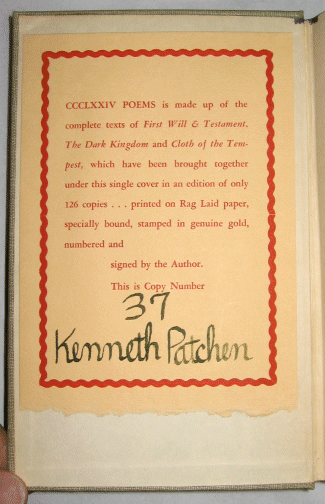 CCCLXXIV POEMS is made up of the
complete texts of First Will & Testament,
The Dark Kingdom and Cloth of the Tem-
pest, which have been brought together
under this single cover in an edition of only
126 copies . . . printed on Rag Laid paper,
specially bound, stamped in genuine gold,
numbered and
signed by the Author.
This is Copy Number
37
Kenneth Patchen